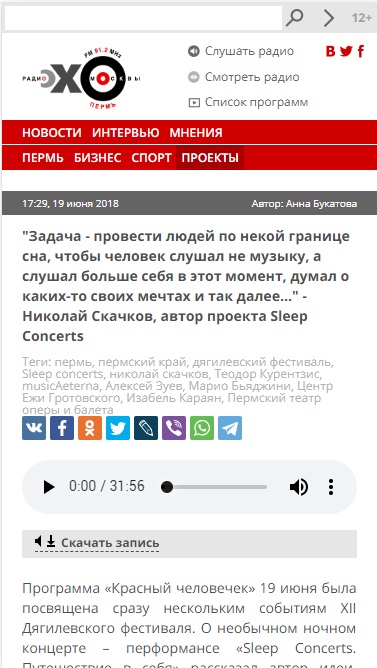 12+
FM 91.2 MHz
РАДИО ЭХО МОСКВЫ
ПЕРМЬ
Слушать радио
Смотреть радио
Список программ
НОВОСТИ ИНТЕРВЬЮ МНЕНИЯ
ПЕРМЬ БИЗНЕС СПОРТ ПРОЕКТЫ
17:29, 19 июня 2018 Автор: Анна Букатова
"Задача - провести людей по некой границе
сна, чтобы человек слушал не музыку, а
слушал больше себя в этот момент, думал о
каких-то своих мечтах и так далее..." -
Николай Скачков, автор проекта Sleep
Concerts
Теги: пермь, пермский край, дягилевский фестиваль,
Sleep concerts, николай скачков, Теодор Курентзис,
musicAeterna, Алексей Зуев, Марио Бьяджини, Центр
Ежи Гротовского, Изабель Караян, Пермский театр
оперы и балета
0:00 / 31:56
Скачать запись
Программа «Красный человечек» 19 июня была
посвящена сразу нескольким событиям XII
Дягилевского фестиваля. О необычном ночном
концерте – перформансе «Sleep Concerts.
Путешествие в себя» рассказал автор идеи,